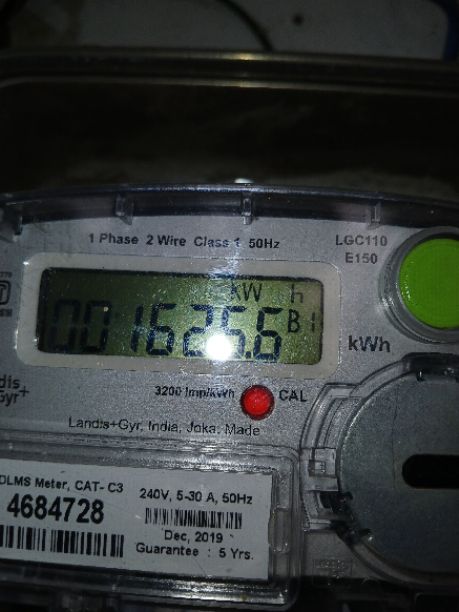 1 Phase 2 Wire Class 1 50Hz
LGC110
E150
kW h
001625.6
B1
kWh
3200 Imp/kWh
CAL
Landis+Gyr, India, Joka. Made
DLMS Meter, CAT- C3
4684728
240V, 5-30 A, 50Hz
Dec, 2019
Guarantee : 5 Yrs.